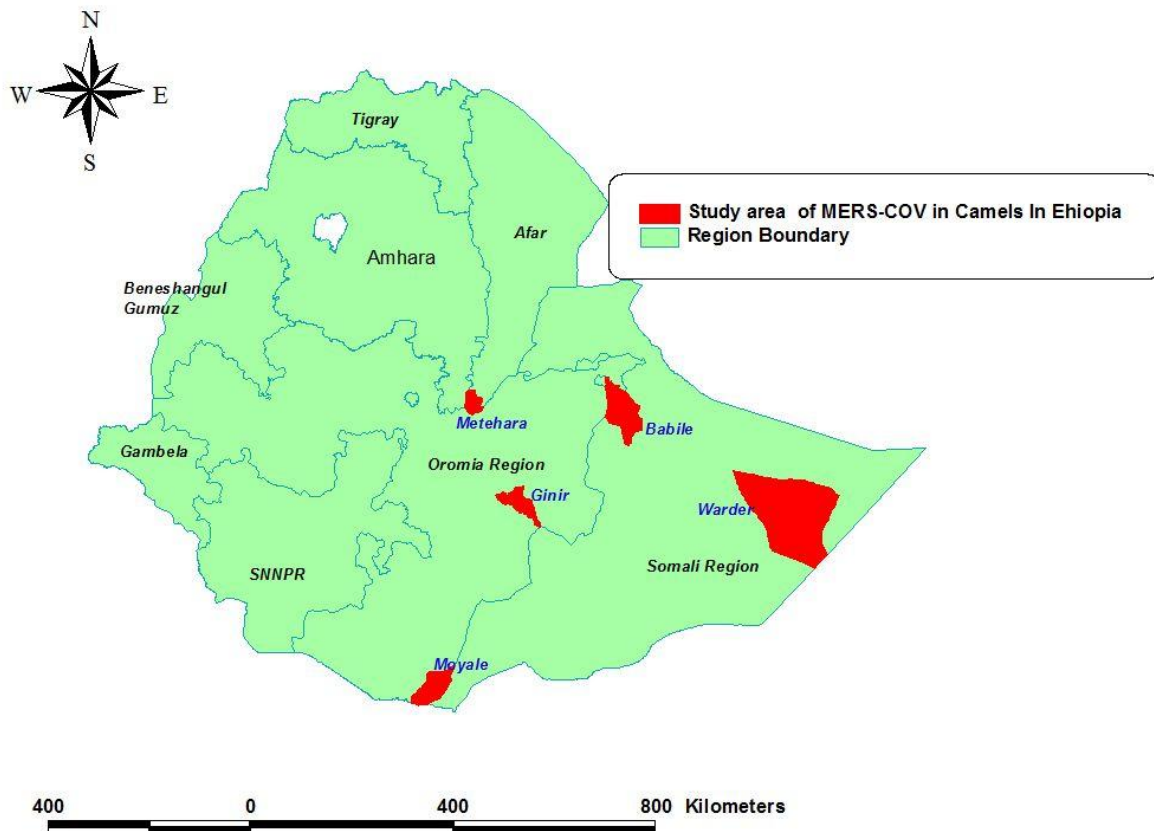 N
W E
S
Tigray
Study area of MERS-COV in Camels In Ehiopia
Region Boundary
Afar
Amhara
Beneshangul
Gumuz
Metehara
Babile
Gambela
Oromia Region
Ginir
Warder
Somali Region
SNNPR
Moyale
400 0 400 800 Kilometers